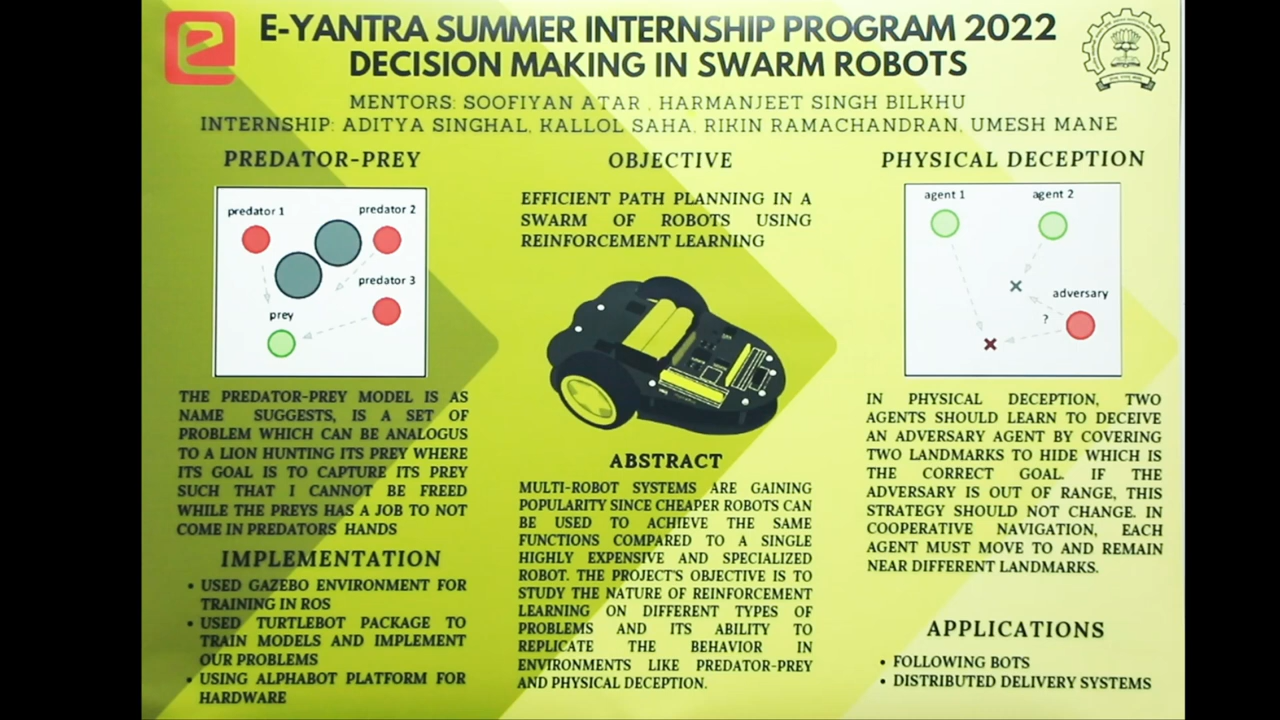 E-YANTRA SUMMER INTERNSHIP PROGRAM 2022
DECISION MAKING IN SWARM ROBOTS
MENTORS: SOOFIYAN ATAR , HARMANJEET SINGH BILKHU
INTERNSHIP: ADITYA SINGHAL, KALLOL SAHA, RIKIN RAMACHANDRAN, UMESH MANE
PREDATOR-PREY
predator 1
predator 2
predator 3
prey
THE PREDATOR-PREY MODEL IS AS
NAME SUGGESTS, IS A SET OF
PROBLEM WHICH CAN BE ANALOGUS
TO A LION HUNTING ITS PREY WHERE
ITS GOAL IS TO CAPTURE ITS PREY
SUCH THAT I CANNOT BE FREED
WHILE THE PREYS HAS A JOB TO NOT
COME IN PREDATORS HANDS
IMPLEMENTATION
• USED GAZEBO ENVIRONMENT FOR
TRAINING IN ROS
• USED TURTLEBOT PACKAGE TO
TRAIN MODELS AND IMPLEMENT
OUR PROBLEMS
• USING ALPHABOT PLATFORM FOR
HARDWARE
OBJECTIVE
EFFICIENT PATH PLANNING IN A
SWARM OF ROBOTS USING
REINFORCEMENT LEARNING
ABSTRACT
MULTI-ROBOT SYSTEMS ARE GAINING
POPULARITY SINCE CHEAPER ROBOTS CAN
BE USED TO ACHIEVE THE SAME
FUNCTIONS COMPARED TO A SINGLE
HIGHLY EXPENSIVE AND SPECIALIZED
ROBOT. THE PROJECT'S OBJECTIVE IS TO
STUDY THE NATURE OF REINFORCEMENT
LEARNING ON DIFFERENT TYPES OF
PROBLEMS AND ITS ABILITY TO
REPLICATE THE BEHAVIOR IN
ENVIRONMENTS LIKE PREDATOR-PREY
AND PHYSICAL DECEPTION.
PHYSICAL DECEPTION
agent 1
agent 2
adversary
?
IN PHYSICAL DECEPTION, TWO
AGENTS SHOULD LEARN TO DECEIVE
AN ADVERSARY AGENT BY COVERING
TWO LANDMARKS TO HIDE WHICH IS
THE CORRECT GOAL. IF THE
ADVERSARY IS OUT OF RANGE, THIS
STRATEGY SHOULD NOT CHANGE. IN
COOPERATIVE NAVIGATION, EACH
AGENT MUST MOVE TO AND REMAIN
NEAR DIFFERENT LANDMARKS.
APPLICATIONS
• FOLLOWING BOTS
• DISTRIBUTED DELIVERY SYSTEMS